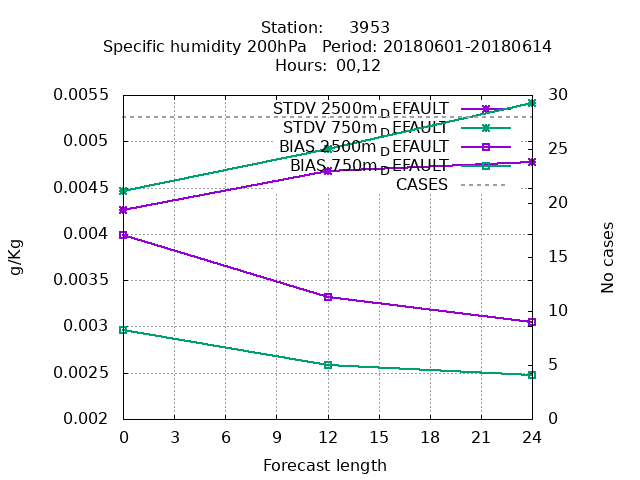 Station: 3953
Specific humidity 200hPa Period: 20180601-20180614
Hours: 00,12
STDV 2500m_DEFAULT
STDV 750m_DEFAULT
BIAS 2500m_DEFAULT
BIAS 750m_DEFAULT
CASES
0.0055
0.005
0.0045
0.004
0.0035
0.003
0.0025
0.002
30
25
20
15
10
5
0
g/Kg
No cases
0 3 6 9 12 15 18 21 24
Forecast length